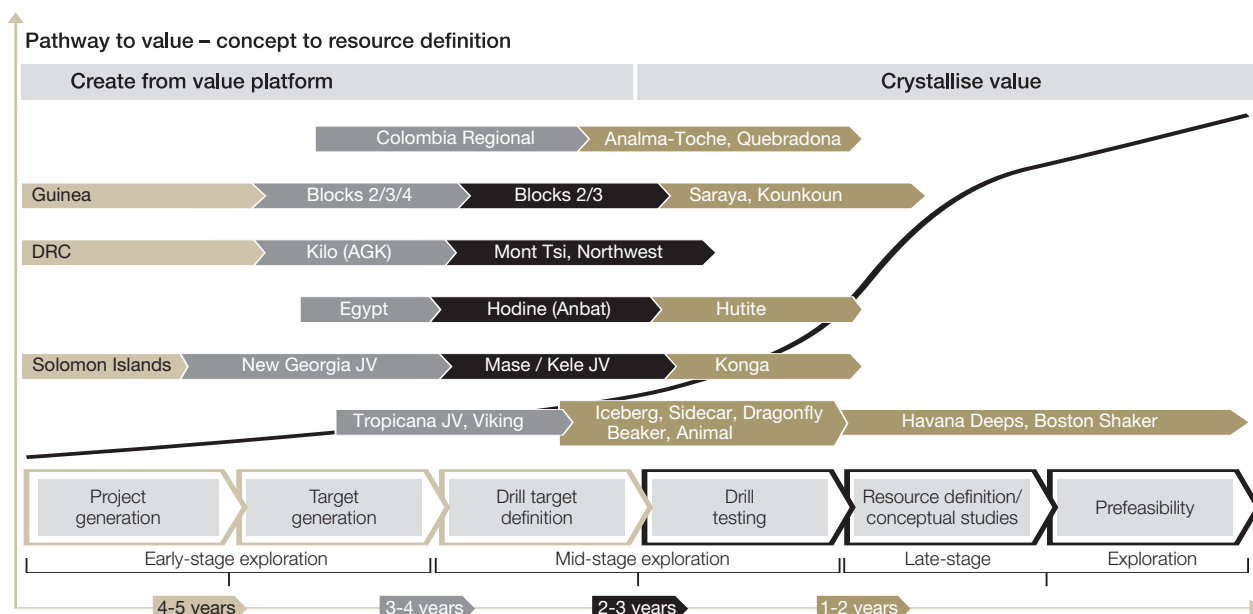 Pathway to value – concept to resource definition
Create from value platform
Crystallise value
Colombia Regional
Analma-Toche, Quebradona
Guinea
Blocks 2/3/4
Blocks 2/3
Saraya, Kounkoun
DRC
Kilo (AGK)
Mont Tsi, Northwest
Egypt
Hodine (Anbat)
Hutite
Solomon Islands
New Georgia JV
Mase / Kele JV
Konga
Tropicana JV, Viking
Iceberg, Sidecar, Dragonfly
Beaker, Animal
Havana Deeps, Boston Shaker
Project
generation
Target
generation
Drill target
definition
Drill
testing
Resource definition/
conceptual studies
Prefeasibility
Early-stage exploration
Mid-stage exploration
Late-stage
Exploration
4-5 years
3-4 years
2-3 years
1-2 years